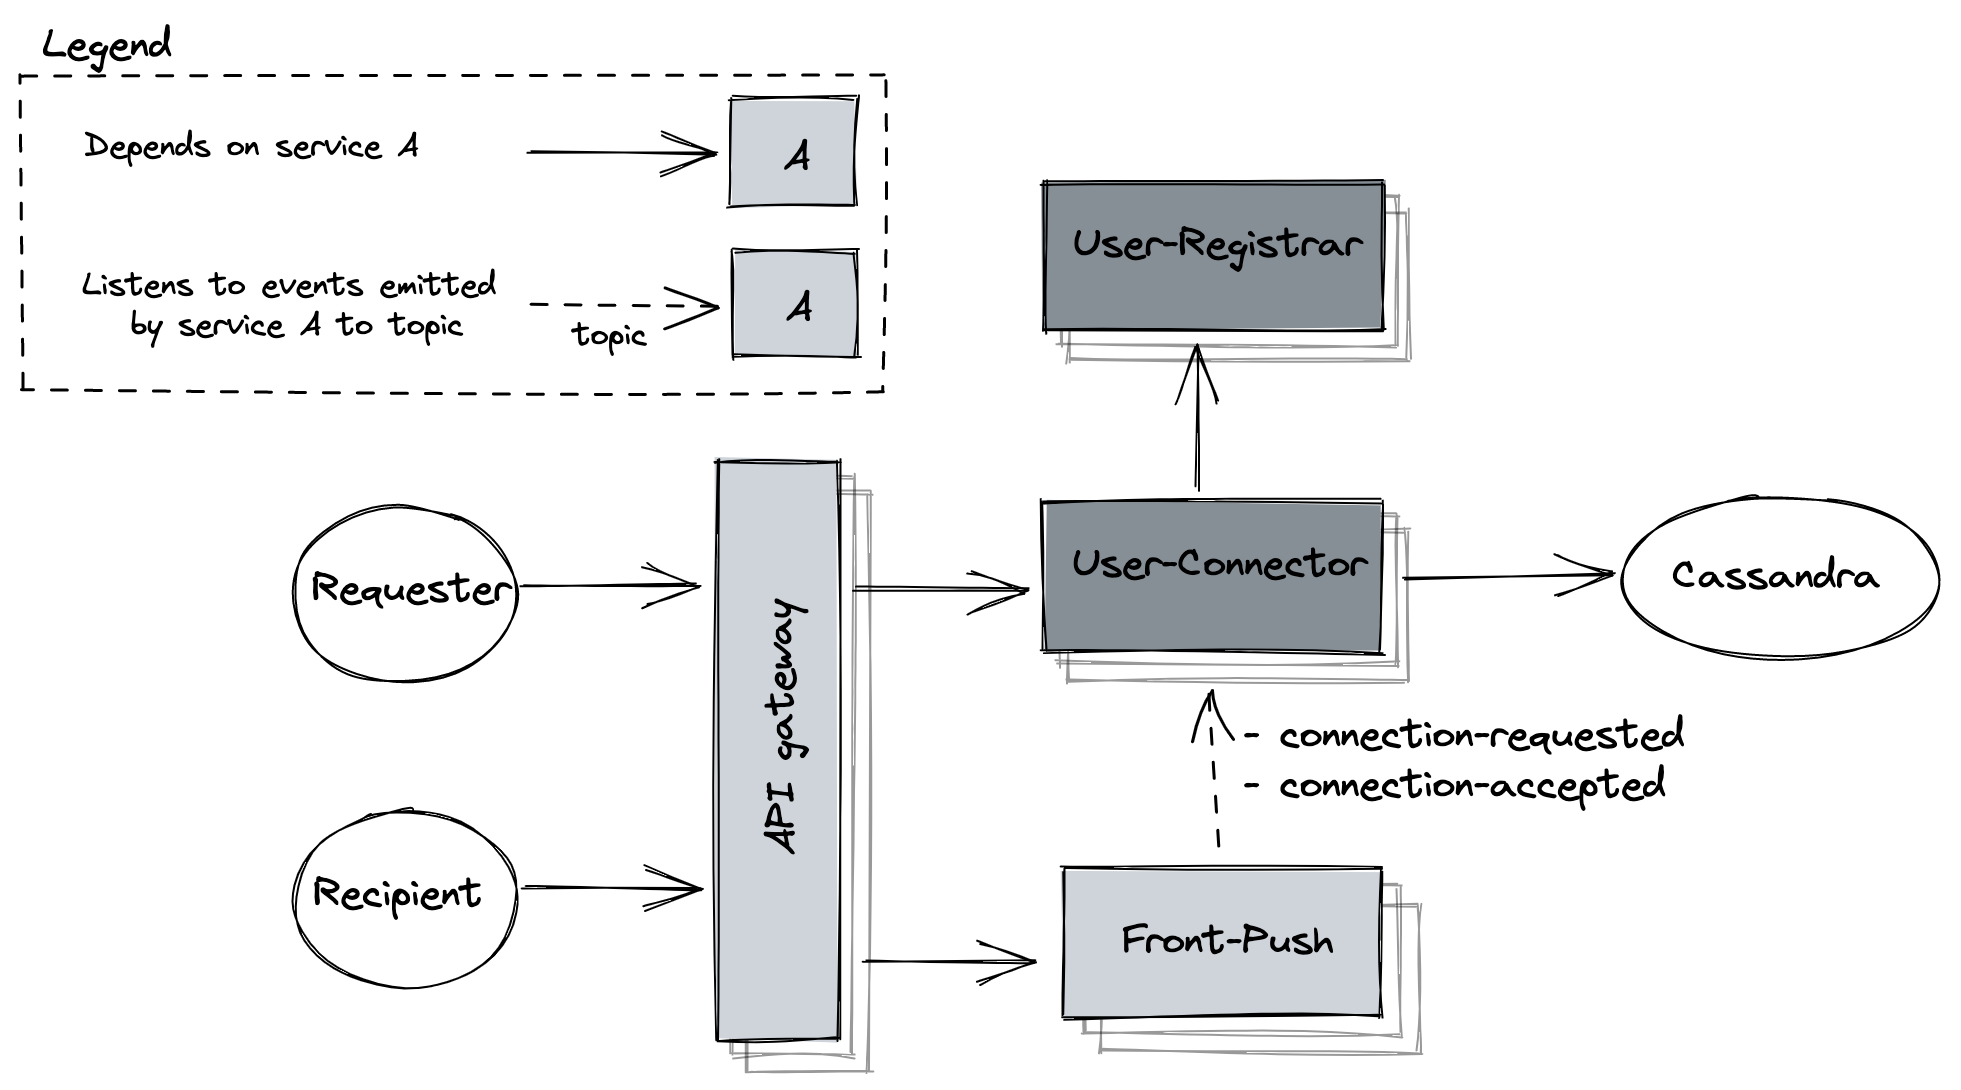 Legend
Depends on service A
A
Listens to events emitted
by service A to topic
topic
A
User-Registrar
Requester
API gateway
User-Connector
Cassandra
- connection-requested
- connection-accepted
Recipient
Front-Push